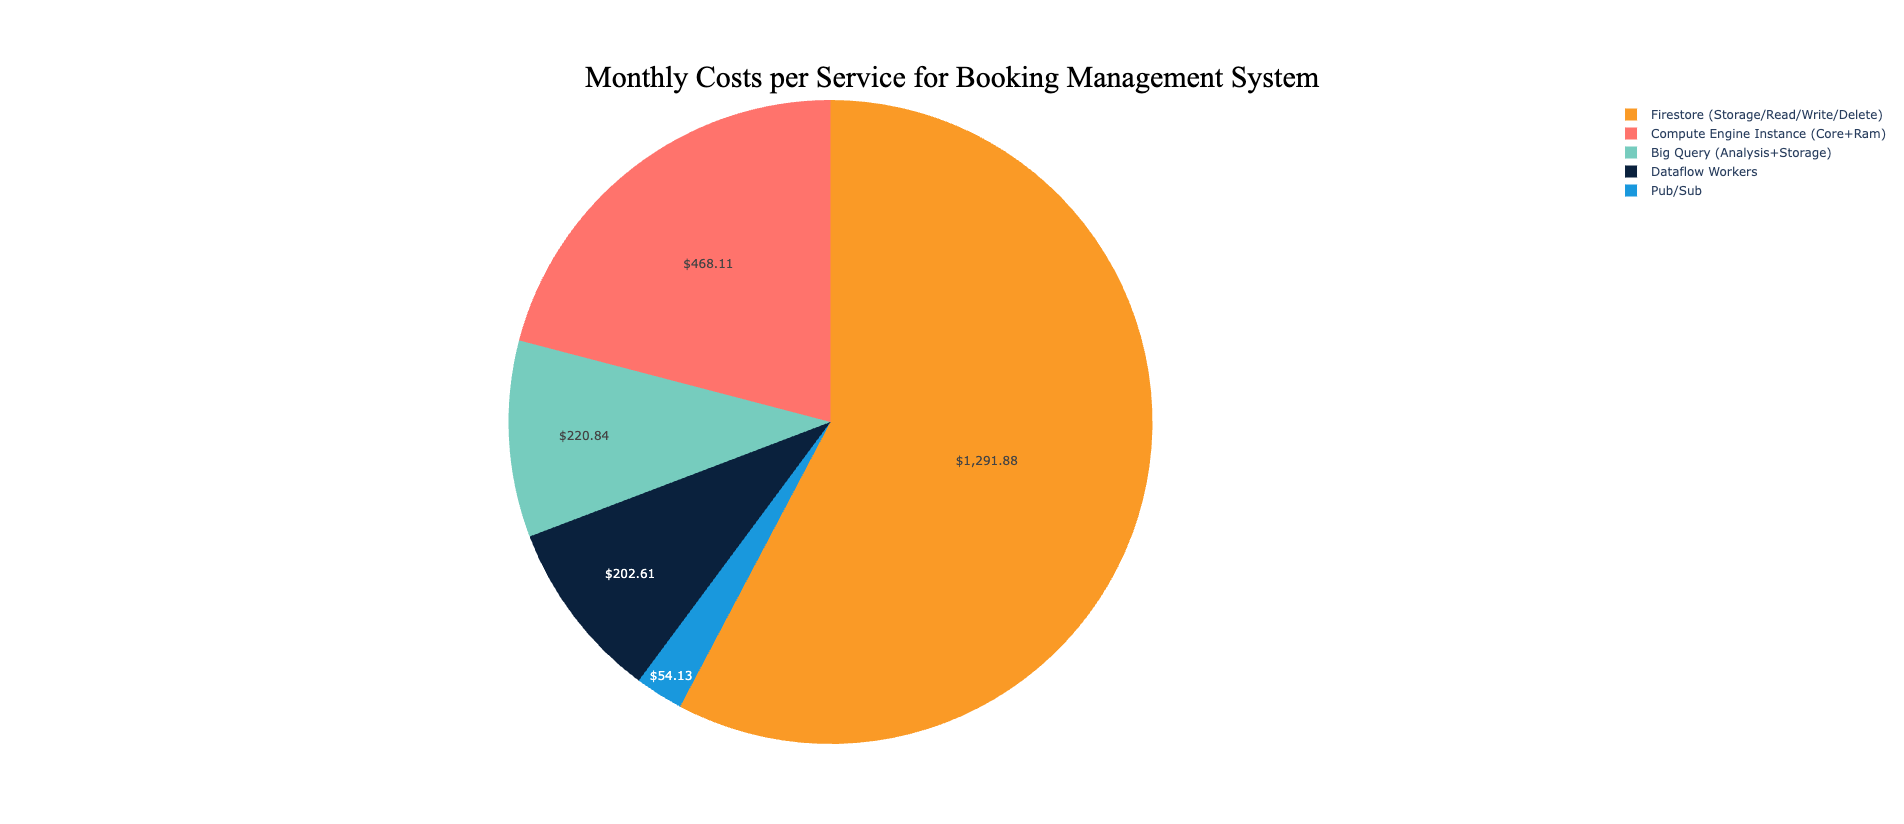 Monthly Costs per Service for Booking Management System
Firestore (Storage/Read/Write/Delete)
Compute Engine Instance (Core+Ram)
Big Query (Analysis+Storage)
Dataflow Workers
Pub/Sub
$468.11
$220.84
$1,291.88
$202.61
$54.13